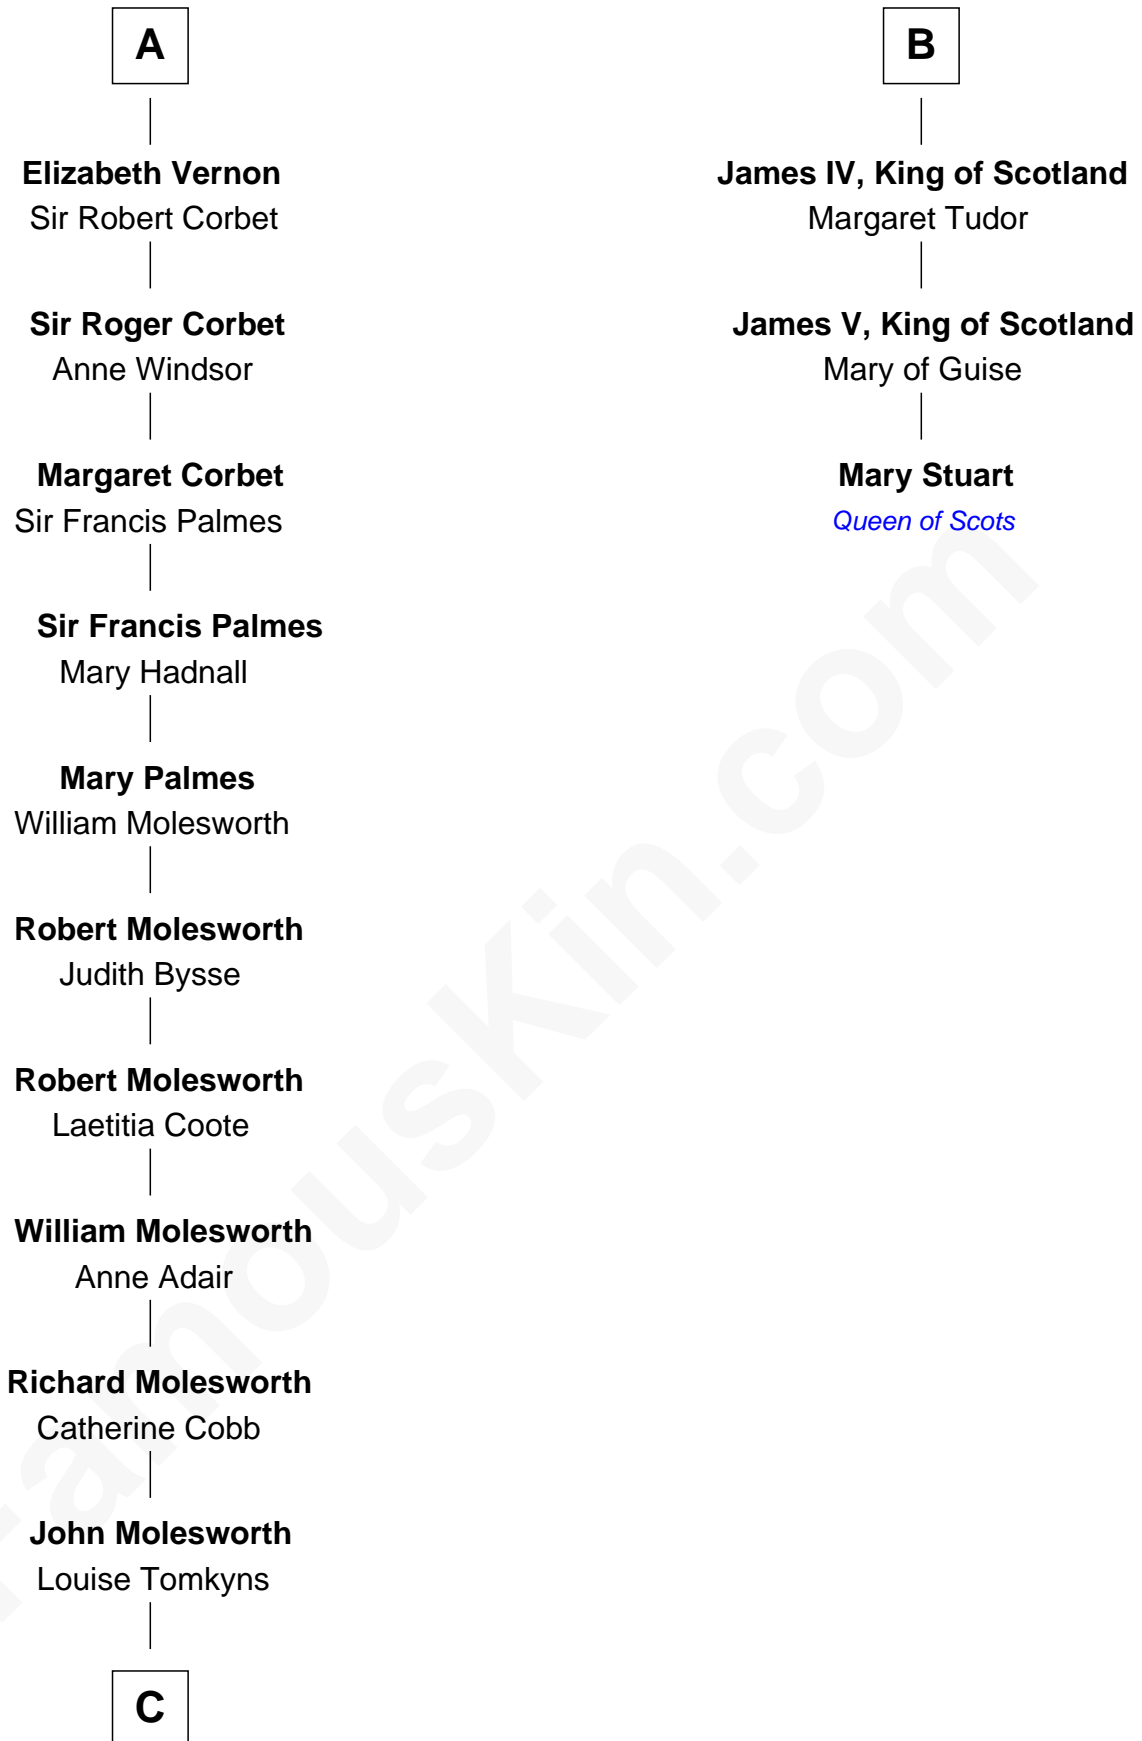 A
Elizabeth Vernon
Sir Robert Corbet
Sir Roger Corbet
Anne Windsor
Margaret Corbet
Sir Francis Palmes
Sir Francis Palmes
Mary Hadnall
Mary Palmes
William Molesworth
Robert Molesworth
Judith Bysse
Robert Molesworth
Laetitia Coote
William Molesworth
Anne Adair
Richard Molesworth
Catherine Cobb
John Molesworth
Louise Tomkyns
C
B
James IV, King of Scotland
Margaret Tudor
James V, King of Scotland
Mary of Guise
Mary Stuart
Queen of Scots
FamousKin.com